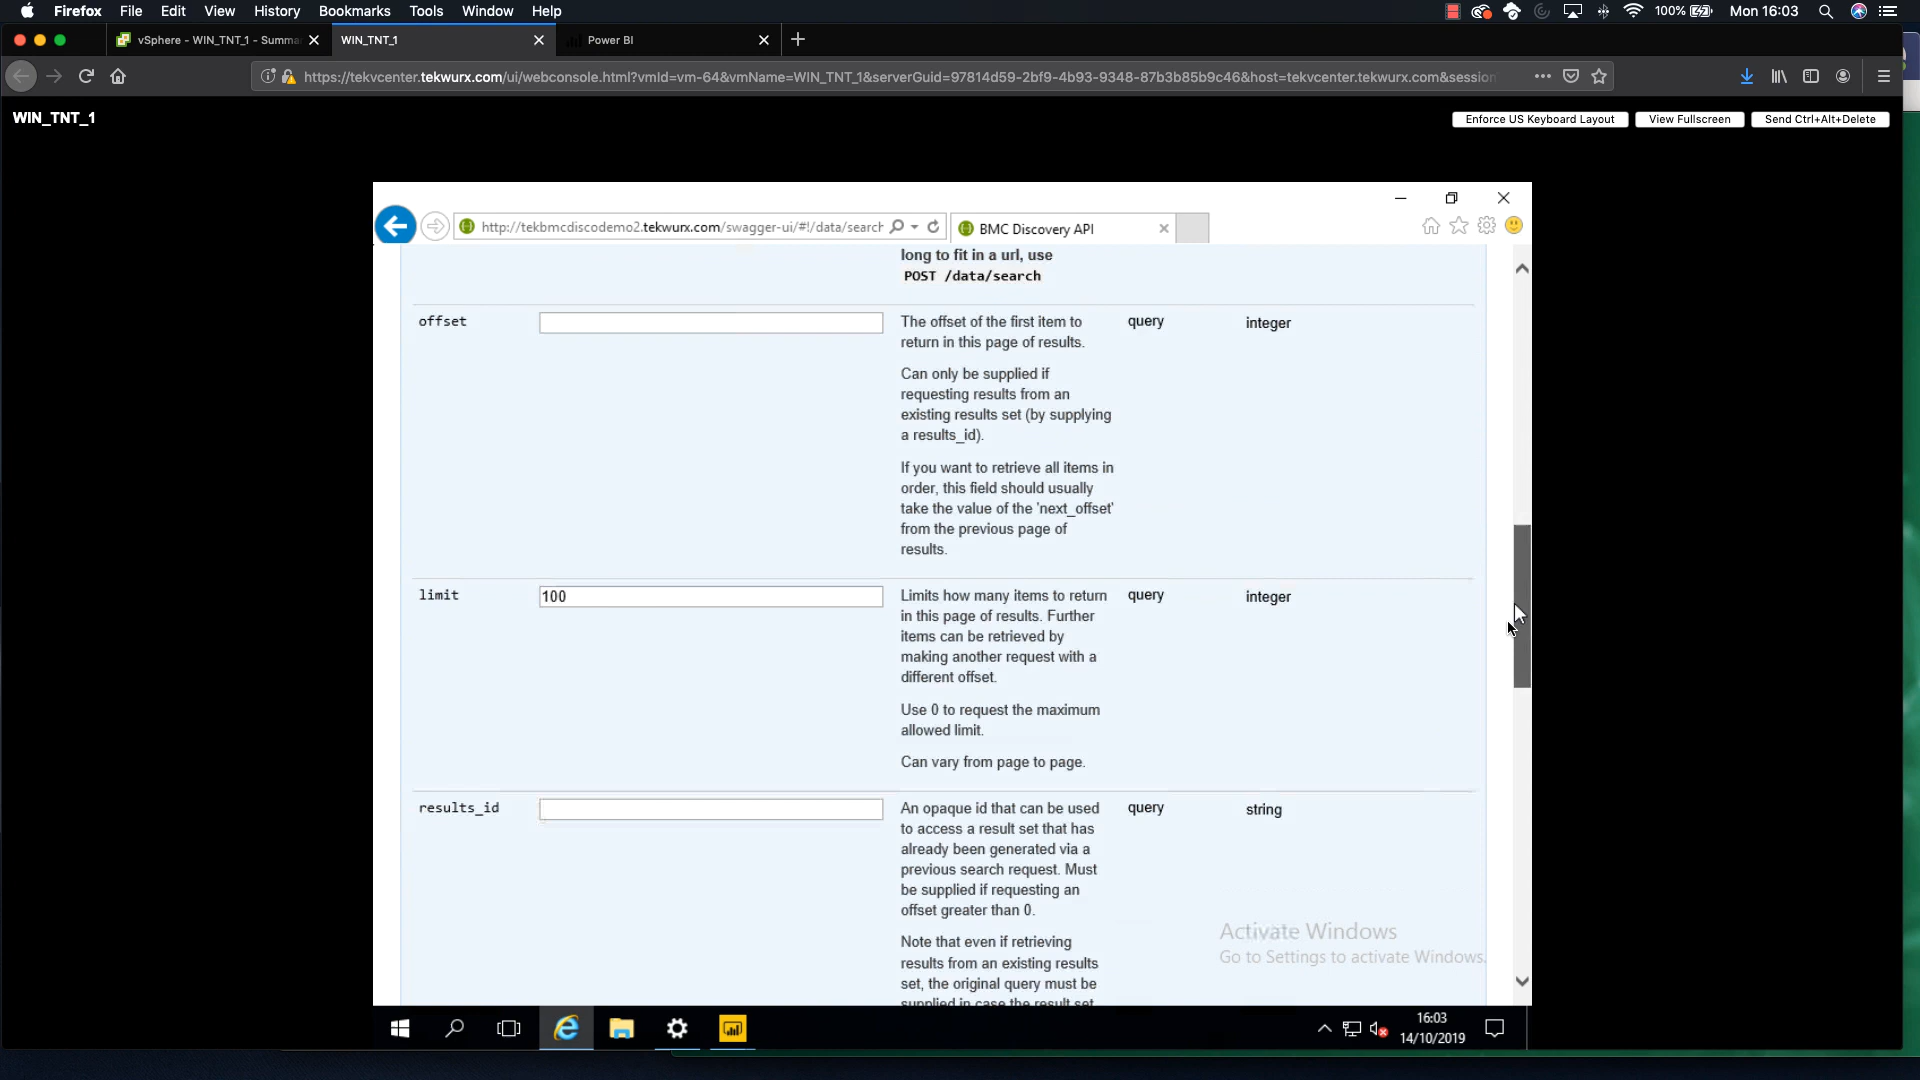 Firefox File Edit View History Bookmarks Tools Window Help 100% Mon 16:03
vSphere - WIN_TNT_1 - Summa WIN_TNT_1 Power BI
https://tekvcenter.tekwurx.com/ui/webconsole.html?vmId=vm-64&vmName=WIN_TNT_1&serverGuid=97814d59-2bf9-4b93-9348-87b3b85b9c46&host=tekvcenter.tekwurx.com&session
WIN_TNT_1 Enforce US Keyboard Layout View Fullscreen Send Ctrl+Alt+Delete
http://tekbmcdiscodemo2.tekwurx.com/swagger-ui/#!/data/search BMC Discovery API
long to fit in a url, use
POST /data/search
offset The offset of the first item to query integer
return in this page of results.
Can only be supplied if
requesting results from an
existing results set (by supplying
a results_id).
If you want to retrieve all items in
order, this field should usually
take the value of the 'next_offset'
from the previous page of
results.
limit 100 Limits how many items to return query integer
in this page of results. Further
items can be retrieved by
making another request with a
different offset.
Use 0 to request the maximum
allowed limit.
Can vary from page to page.
results_id An opaque id that can be used query string
to access a result set that has
already been generated via a
previous search request. Must
be supplied if requesting an
offset greater than 0.
Note that even if retrieving
results from an existing results
set, the original query must be
supplied in case the result set
Activate Windows
Go to Settings to activate Windows.
16:03
14/10/2019